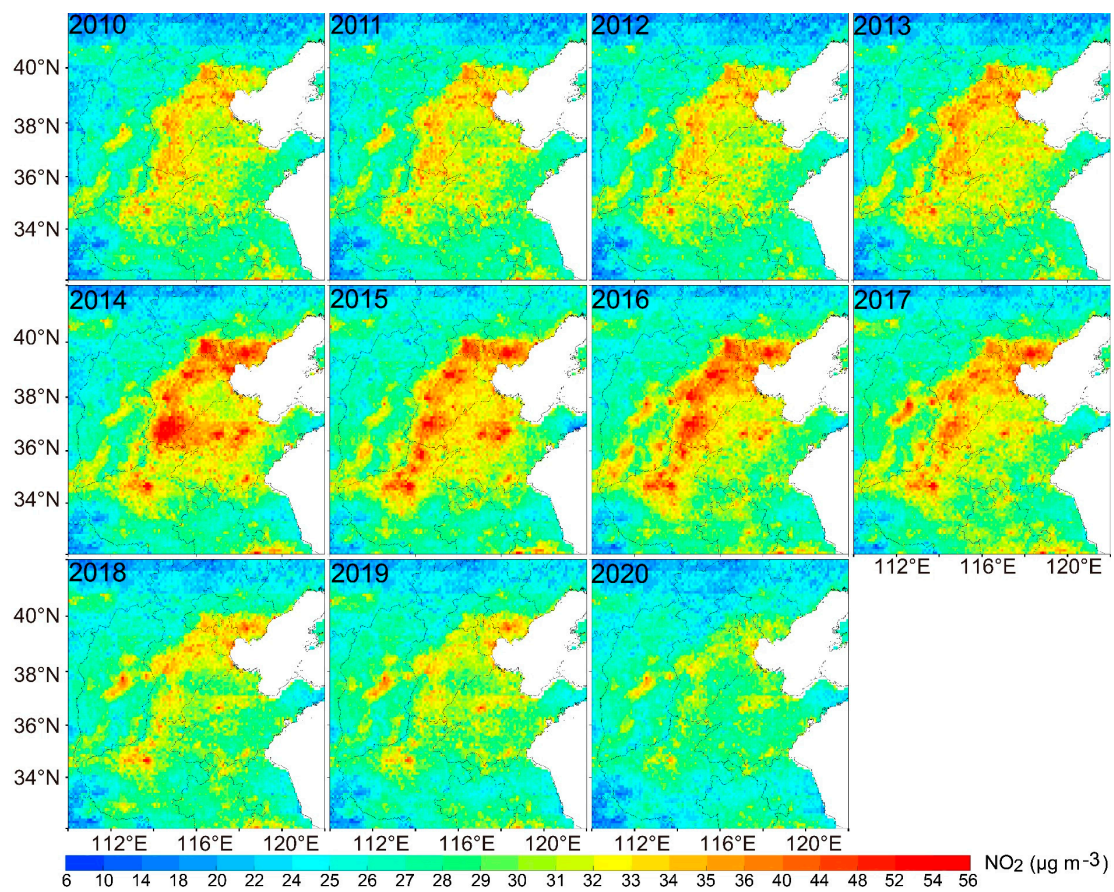 2010 2011 2012 2013
40°N
38°N
36°N
34°N
2014 2015 2016 2017
40°N
38°N
36°N
34°N
112°E 116°E 120°E
2018 2019 2020
40°N
38°N
36°N
34°N
112°E 116°E 120°E 112°E 116°E 120°E 112°E 116°E 120°E
NO₂ (µg m⁻³)
6 10 14 18 20 22 24 25 26 27 28 29 30 31 32 33 34 35 36 40 44 48 52 54 56